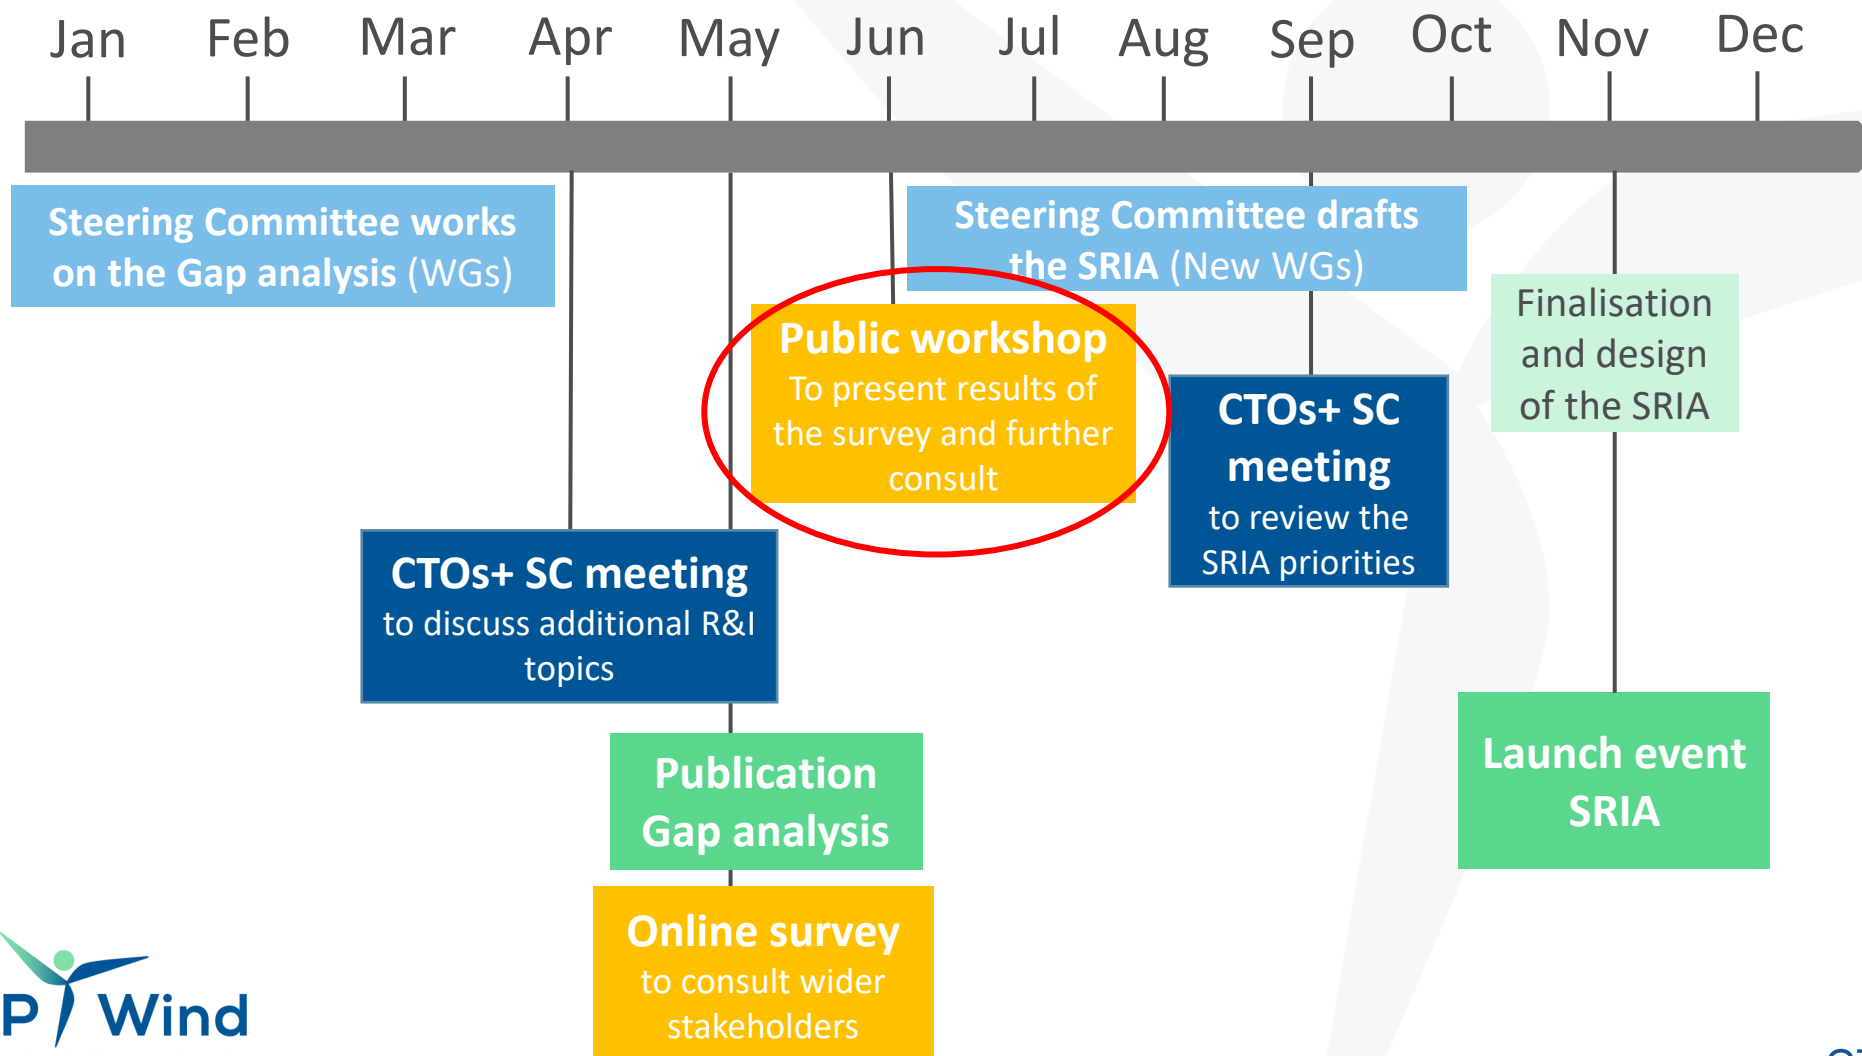 Jan Feb Mar Apr May Jun Jul Aug Sep Oct Nov Dec
Steering Committee works
on the Gap analysis (WGs)
Steering Committee drafts
the SRIA (New WGs)
Public workshop
To present results of
the survey and further
consult
Finalisation
and design
of the SRIA
CTOs+ SC
meeting
to review the
SRIA priorities
CTOs+ SC meeting
to discuss additional R&I
topics
Publication
Gap analysis
Launch event
SRIA
Online survey
to consult wider
stakeholders
P Wind